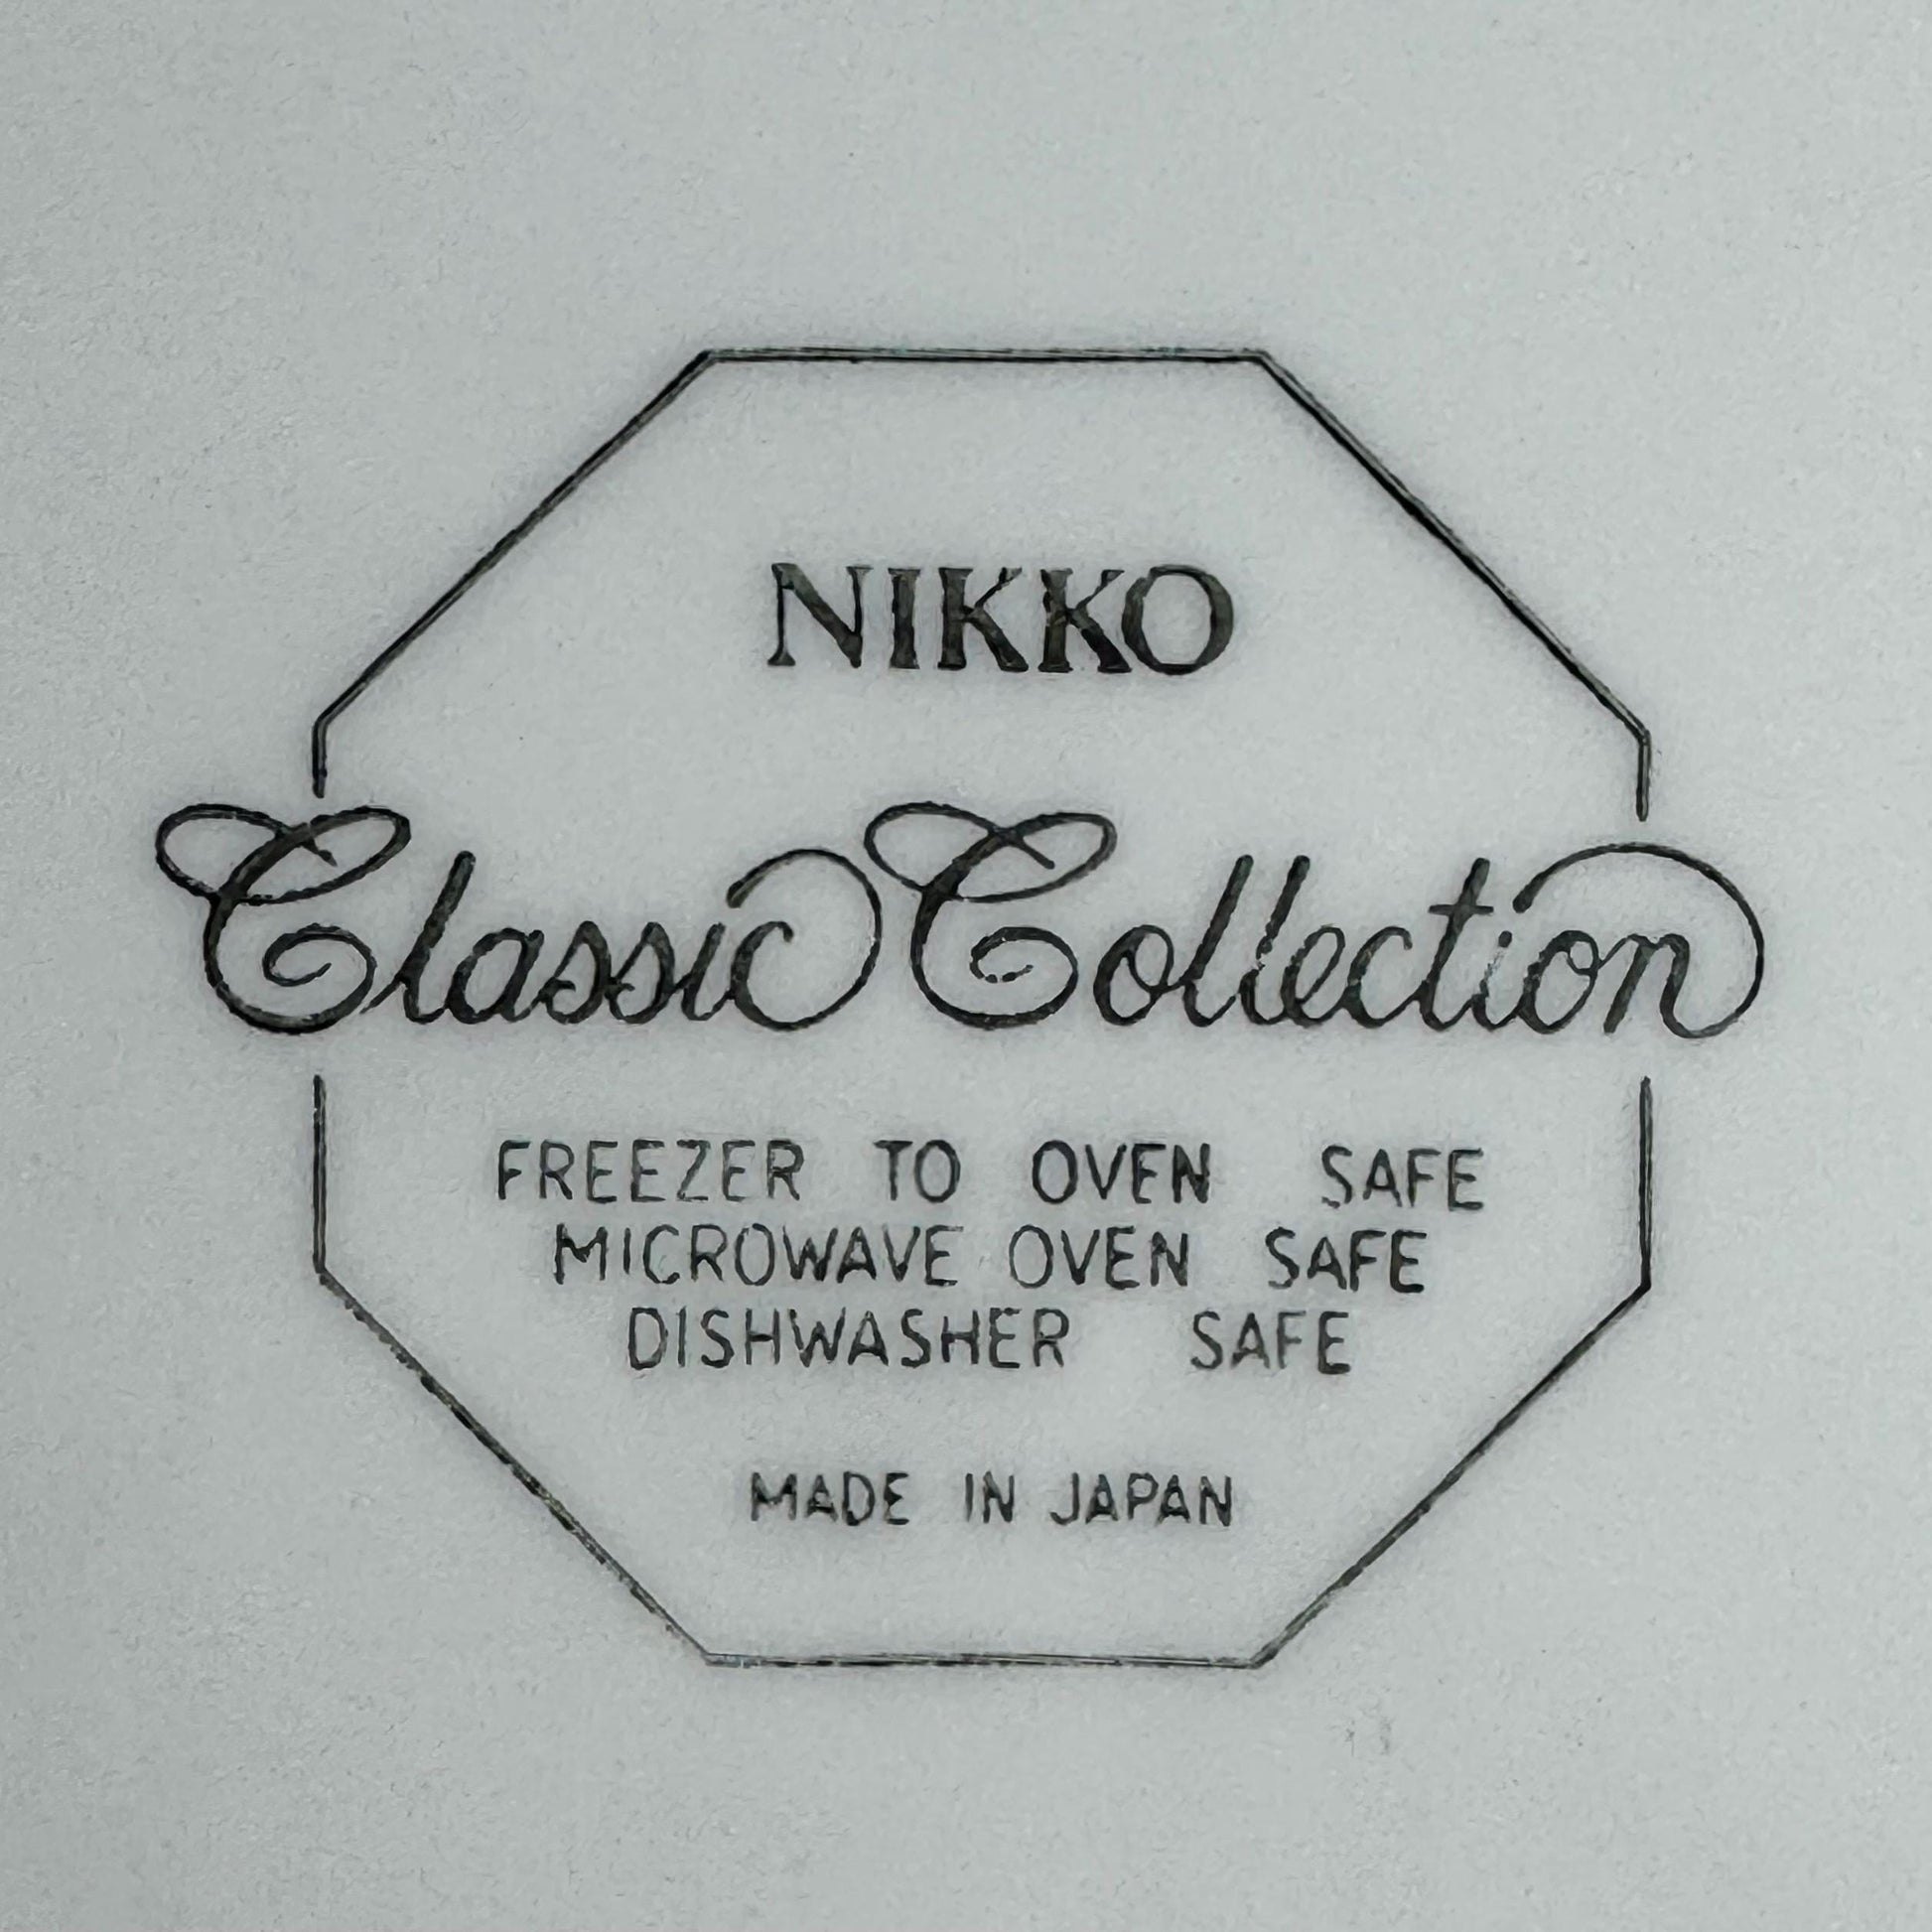 NIKKO
Classic Collection
FREEZER TO OVEN SAFE
MICROWAVE OVEN SAFE
DISHWASHER SAFE
MADE IN JAPAN